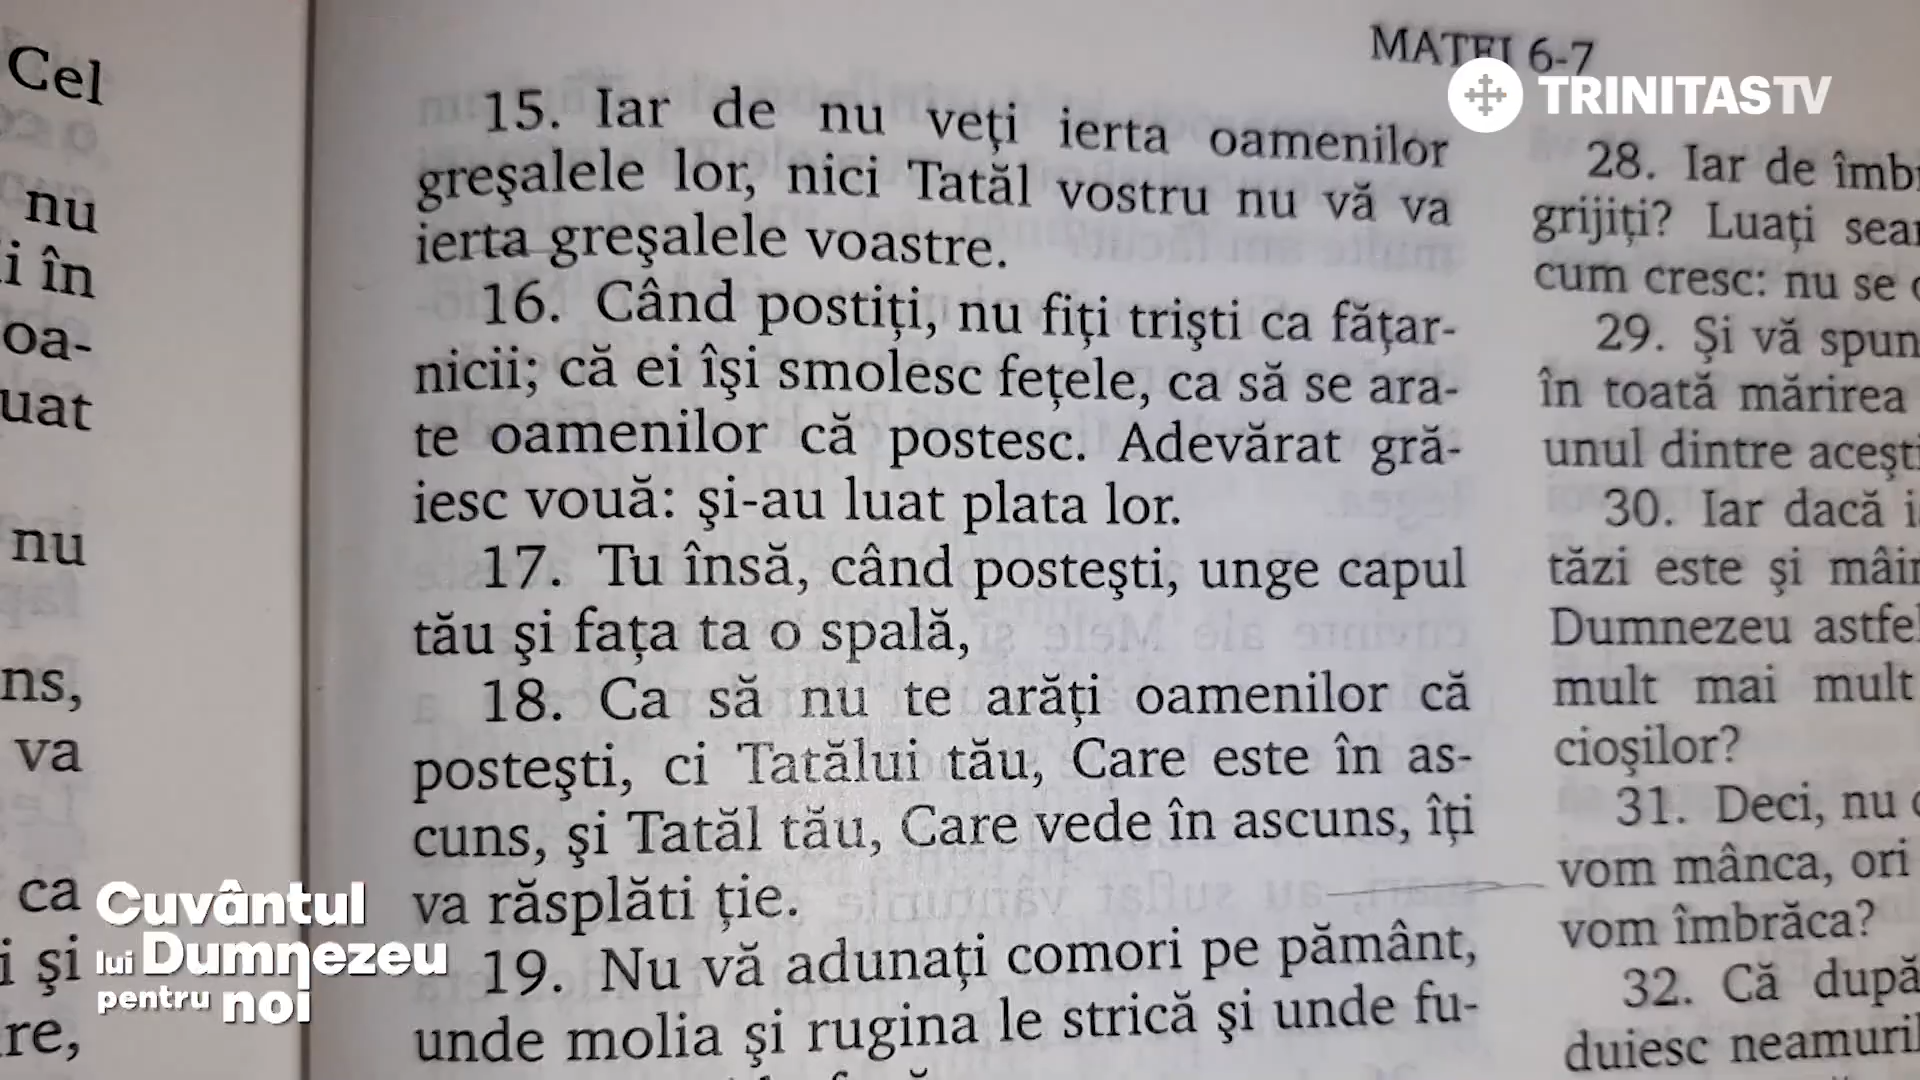 MATEI 6-7
TRINITAS TV
Cel
nu
i în
oa-
uat
nu
ns,
va
ca
i și
re,
15. Iar de nu veţi ierta oamenilor
greşalele lor, nici Tatăl vostru nu vă va
ierta greşalele voastre.
16. Când postiţi, nu fiţi trişti ca făţar-
nicii; că ei îşi smolesc feţele, ca să se ara-
te oamenilor că postesc. Adevărat gră-
iesc vouă: şi-au luat plata lor.
17. Tu însă, când posteşti, unge capul
tău şi faţa ta o spală,
18. Ca să nu te arăţi oamenilor că
posteşti, ci Tatălui tău, Care este în as-
cuns, şi Tatăl tău, Care vede în ascuns, îţi
va răsplăti ţie.
19. Nu vă adunaţi comori pe pământ,
unde molia şi rugina le strică şi unde fu-
28. Iar de îmb
grijiţi? Luaţi sea
cum cresc: nu se
29. Şi vă spun
în toată mărirea
unul dintre aceşti
30. Iar dacă i
tăzi este şi mâi
Dumnezeu astfel
mult mai mult
cioşilor?
31. Deci, nu
vom mânca, ori
vom îmbrăca?
32. Că după
duiesc neamuril
Cuvântul
lui Dumnezeu
pentru noi